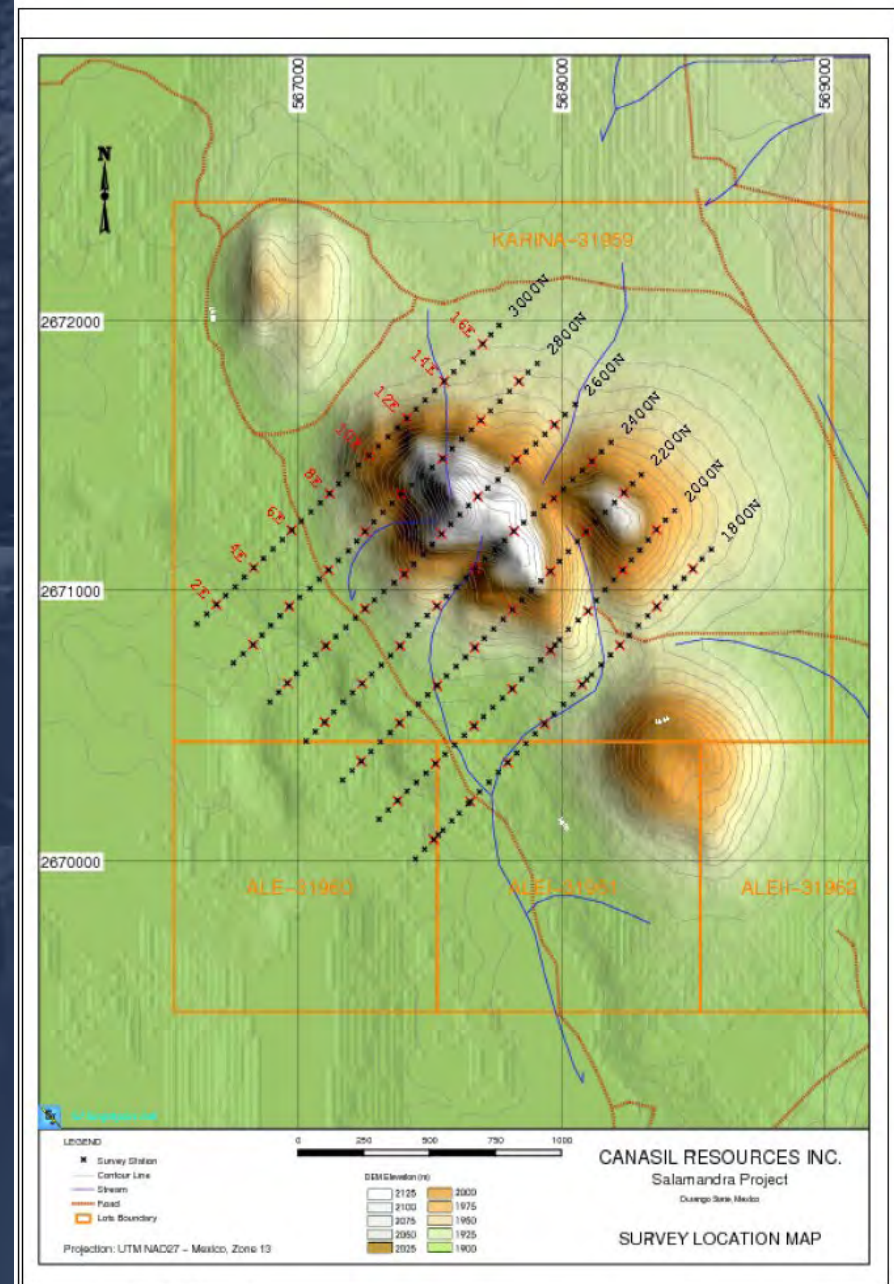 567000
568000
569000
N
KARINA-31959
2672000
16E
3000N
14E
2800N
12E
2600N
10E
2400N
8E
2200N
6E
2000N
4E
1800N
2E
2671000
2670000
ALE-31960
ALEI-31961
ALEII-31962
LEGEND
Survey Station
Contour Line
Stream
Road
Lots Boundary
0 250 500 750 1000
DEM Elevation (m)
2125 2000
2100 1975
2075 1950
2050 1925
2025 1900
CANASIL RESOURCES INC.
Salamandra Project
Durango State, Mexico
SURVEY LOCATION MAP
Projection: UTM NAD27 - Mexico, Zone 13